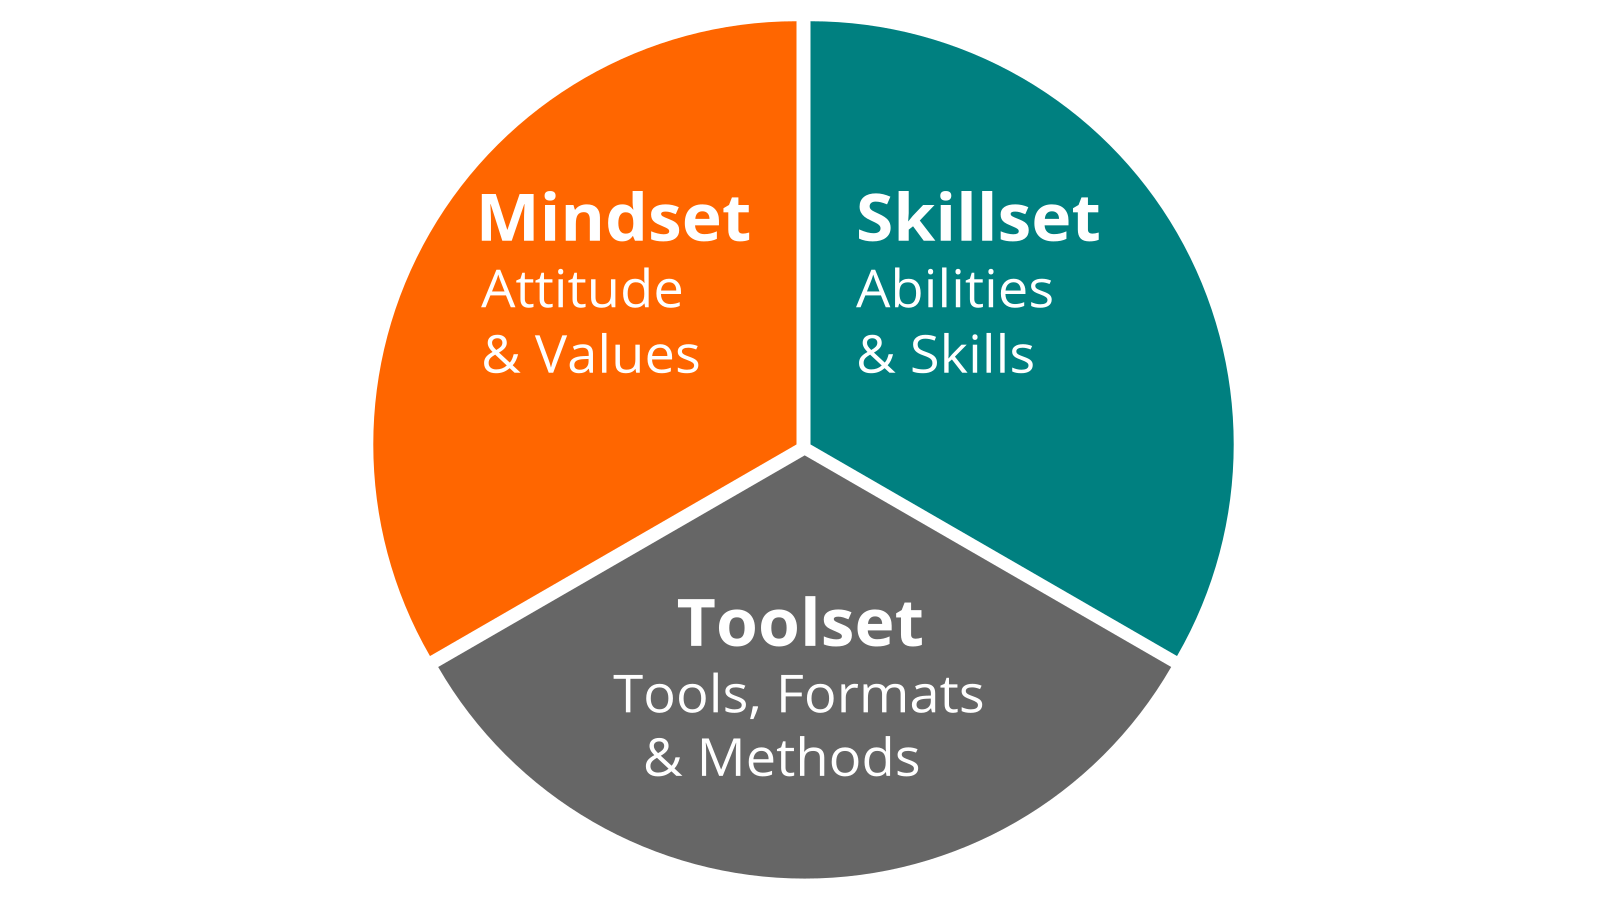 Mindset
Attitude
& Values
Skillset
Abilities
& Skills
Toolset
Tools, Formats
& Methods